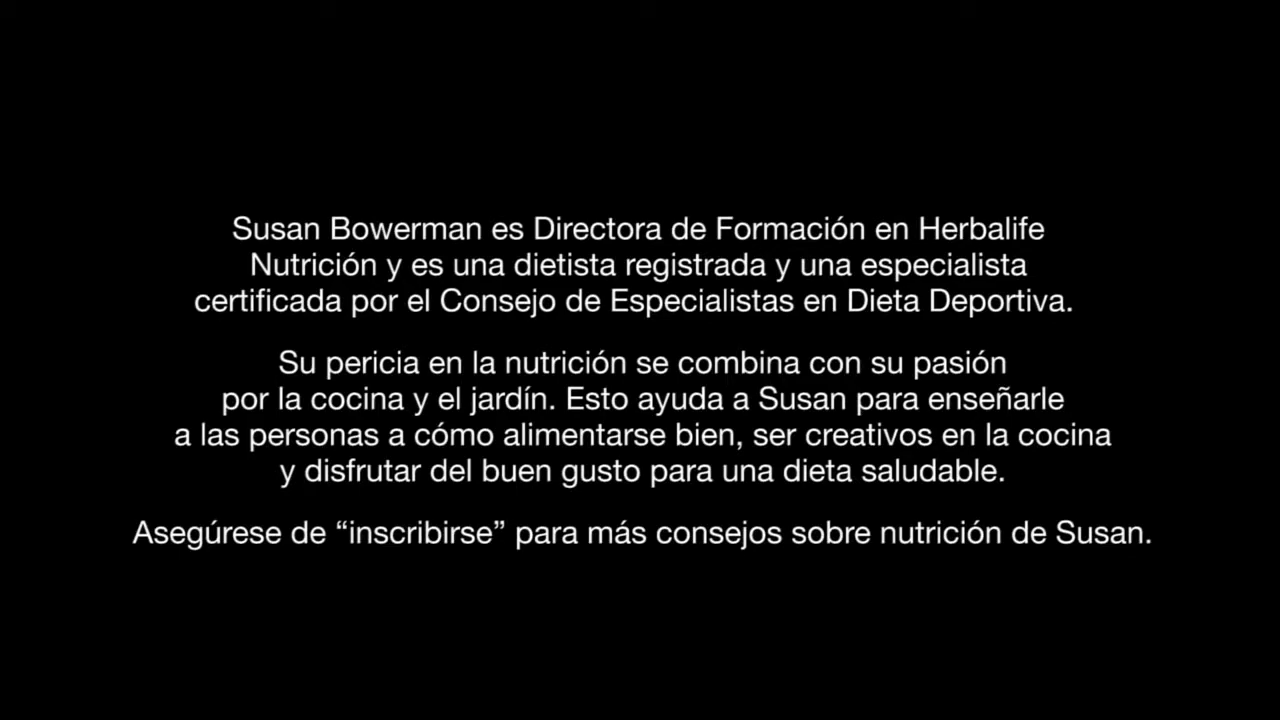 Susan Bowerman es Directora de Formación en Herbalife
Nutrición y es una dietista registrada y una especialista
certificada por el Consejo de Especialistas en Dieta Deportiva.
Su pericia en la nutrición se combina con su pasión
por la cocina y el jardín. Esto ayuda a Susan para enseñarle
a las personas a cómo alimentarse bien, ser creativos en la cocina
y disfrutar del buen gusto para una dieta saludable.
Asegúrese de “inscribirse” para más consejos sobre nutrición de Susan.